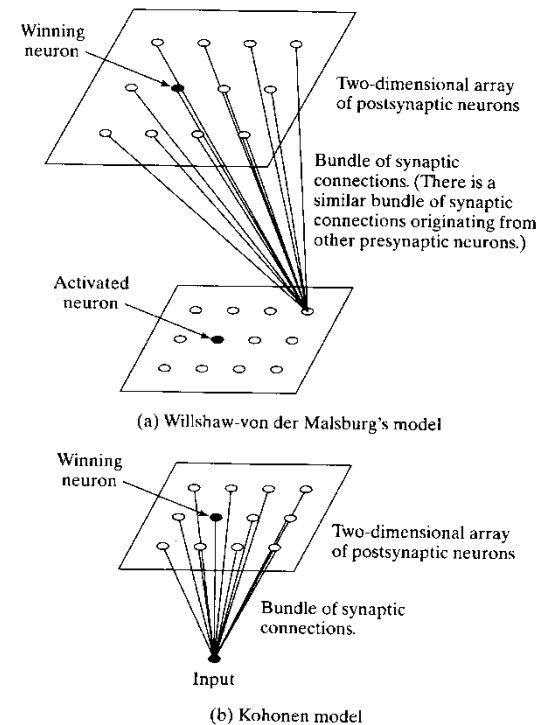 Winning
neuron
Two-dimensional array
of postsynaptic neurons
Bundle of synaptic
connections. (There is a
similar bundle of synaptic
connections originating from
other presynaptic neurons.)
Activated
neuron
(a) Willshaw-von der Malsburg's model
Winning
neuron
Two-dimensional array
of postsynaptic neurons
Bundle of synaptic
connections.
Input
(b) Kohonen model